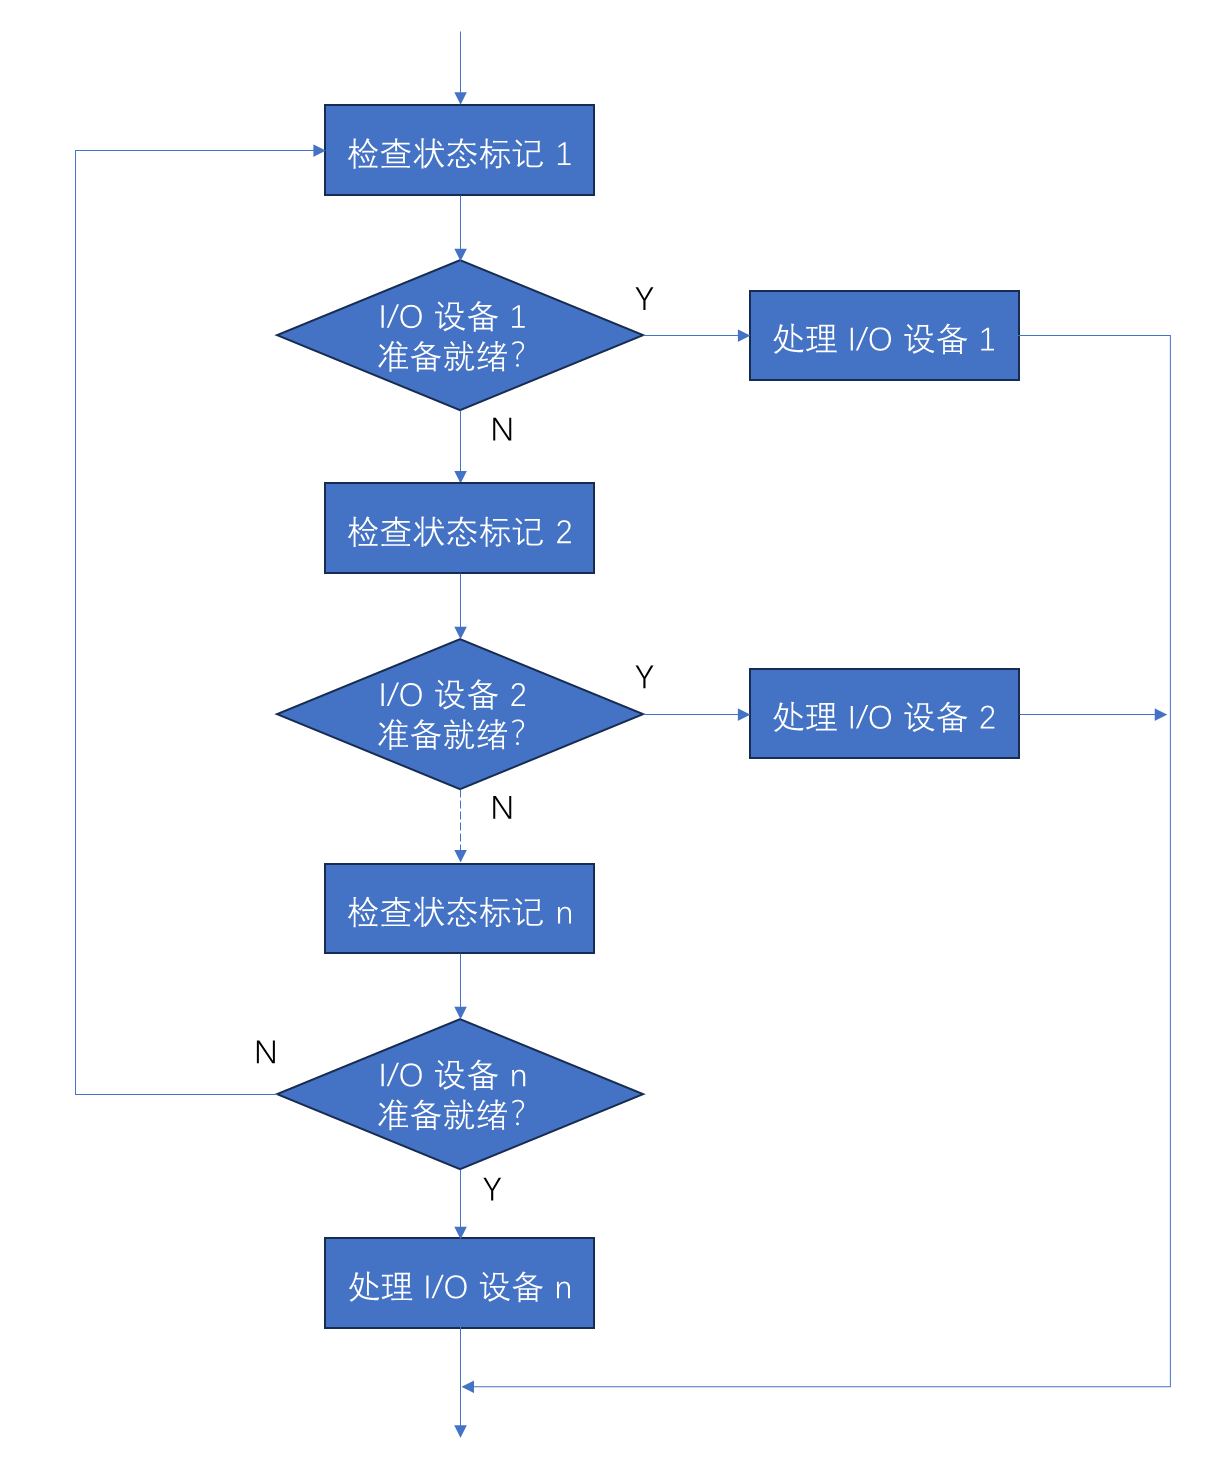 检查状态标记 1
I/O 设备 1
准备就绪？
Y
处理 I/O 设备 1
N
检查状态标记 2
I/O 设备 2
准备就绪？
Y
处理 I/O 设备 2
N
检查状态标记 n
N
I/O 设备 n
准备就绪？
Y
处理 I/O 设备 n